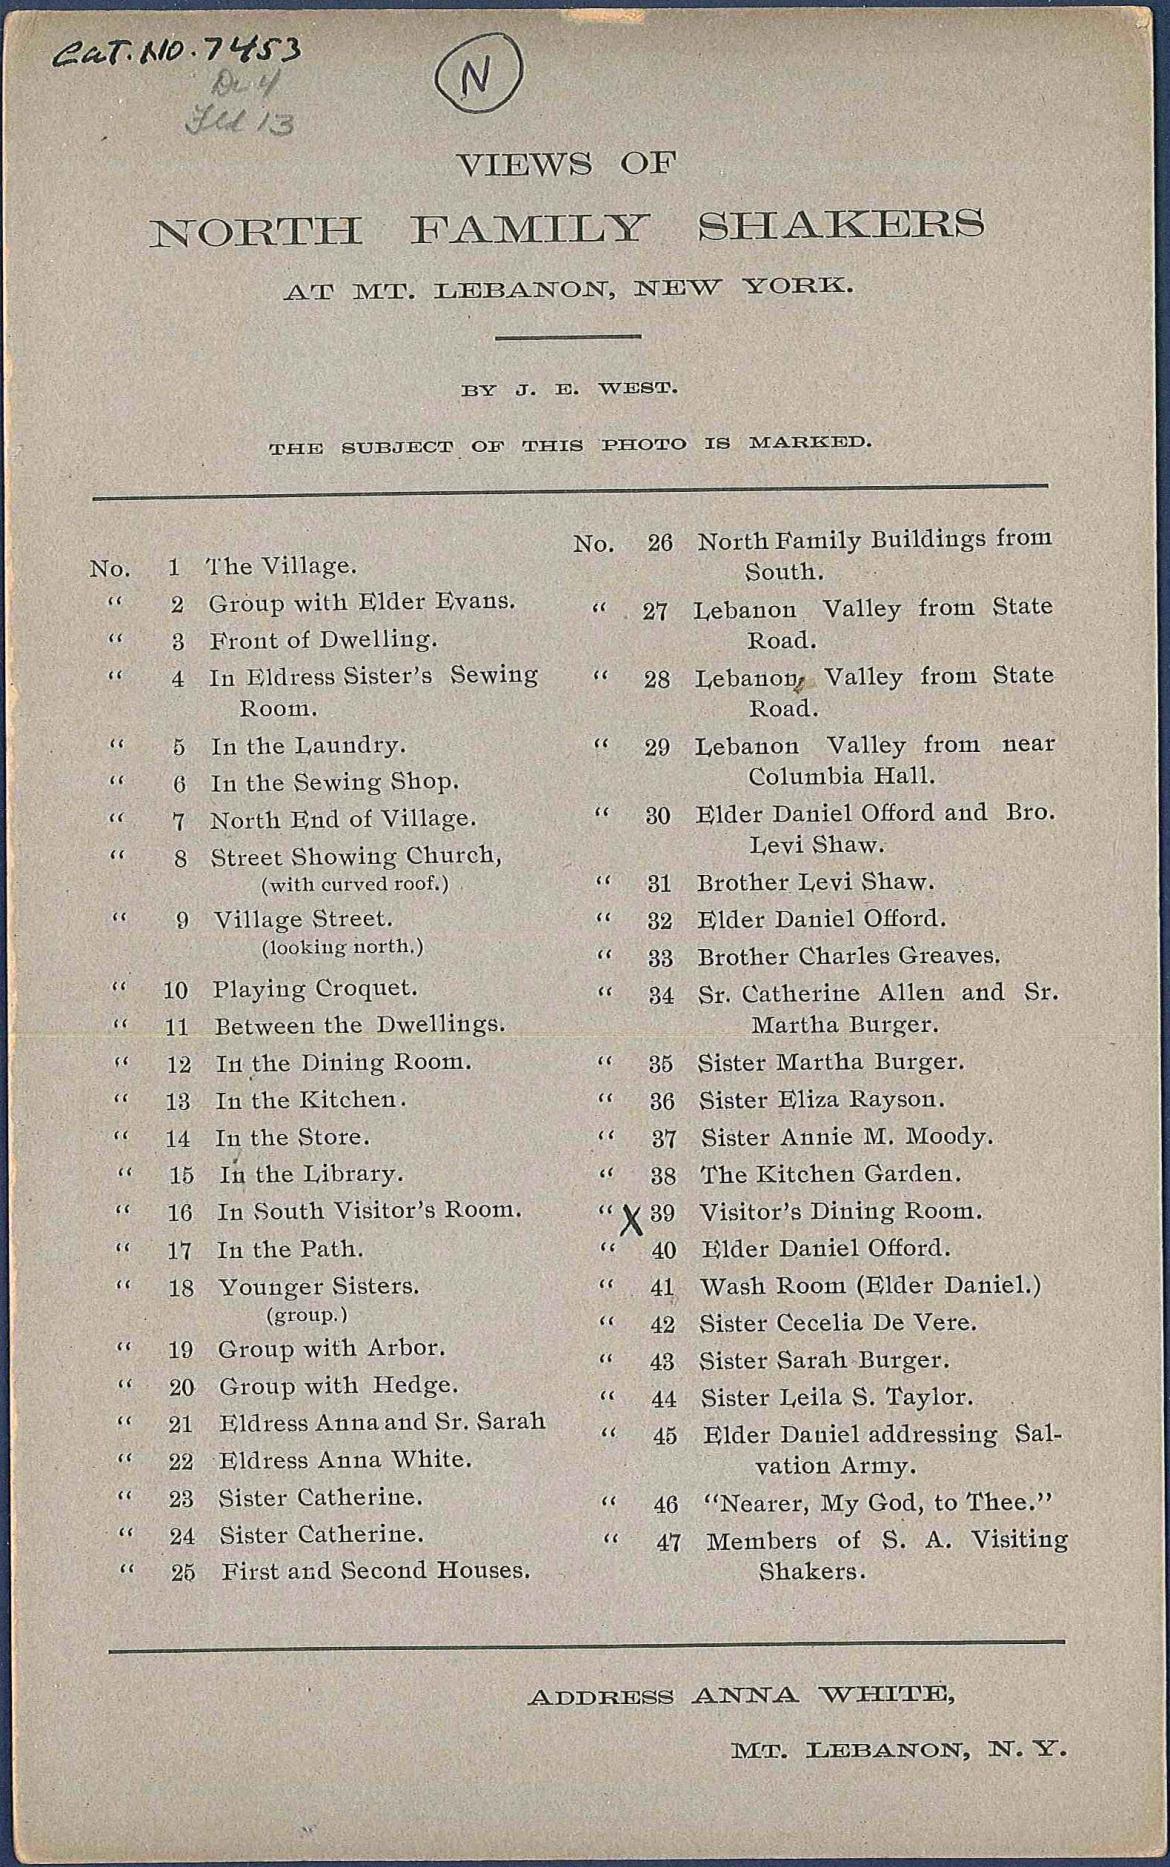 Cat. No. 7453
Dr 4
Fld 13
N
VIEWS OF
NORTH FAMILY SHAKERS
AT MT. LEBANON, NEW YORK.
BY J. E. WEST.
THE SUBJECT OF THIS PHOTO IS MARKED.
No. 1 The Village.
“ 2 Group with Elder Evans.
“ 3 Front of Dwelling.
“ 4 In Eldress Sister's Sewing
Room.
“ 5 In the Laundry.
“ 6 In the Sewing Shop.
“ 7 North End of Village.
“ 8 Street Showing Church,
(with curved roof.)
“ 9 Village Street.
(looking north.)
“ 10 Playing Croquet.
“ 11 Between the Dwellings.
“ 12 In the Dining Room.
“ 13 In the Kitchen.
“ 14 In the Store.
“ 15 In the Library.
“ 16 In South Visitor's Room.
“ 17 In the Path.
“ 18 Younger Sisters.
(group.)
“ 19 Group with Arbor.
“ 20 Group with Hedge.
“ 21 Eldress Anna and Sr. Sarah
“ 22 Eldress Anna White.
“ 23 Sister Catherine.
“ 24 Sister Catherine.
“ 25 First and Second Houses.
No. 26 North Family Buildings from
South.
“ 27 Lebanon Valley from State
Road.
“ 28 Lebanon, Valley from State
Road.
“ 29 Lebanon Valley from near
Columbia Hall.
“ 30 Elder Daniel Offord and Bro.
Levi Shaw.
“ 31 Brother Levi Shaw.
“ 32 Elder Daniel Offord.
“ 33 Brother Charles Greaves.
“ 34 Sr. Catherine Allen and Sr.
Martha Burger.
“ 35 Sister Martha Burger.
“ 36 Sister Eliza Rayson.
“ 37 Sister Annie M. Moody.
“ 38 The Kitchen Garden.
“ X 39 Visitor's Dining Room.
“ 40 Elder Daniel Offord.
“ 41 Wash Room (Elder Daniel.)
“ 42 Sister Cecelia De Vere.
“ 43 Sister Sarah Burger.
“ 44 Sister Leila S. Taylor.
“ 45 Elder Daniel addressing Sal-
vation Army.
“ 46 "Nearer, My God, to Thee."
“ 47 Members of S. A. Visiting
Shakers.
ADDRESS ANNA WHITE,
MT. LEBANON, N. Y.